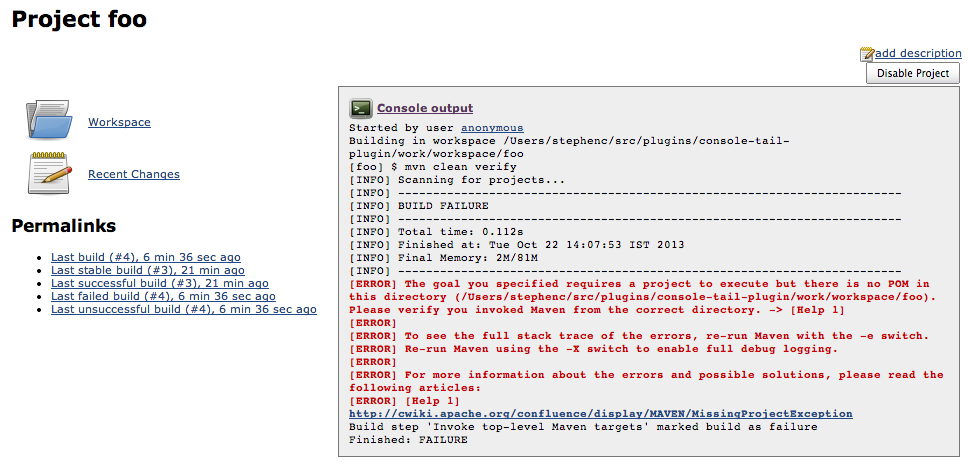 Project foo
add description
Disable Project
Workspace
Recent Changes
Permalinks
Last build (#4), 6 min 36 sec ago
Last stable build (#3), 21 min ago
Last successful build (#3), 21 min ago
Last failed build (#4), 6 min 36 sec ago
Last unsuccessful build (#4), 6 min 36 sec ago
>_ Console output
Started by user anonymous
Building in workspace /Users/stephenc/src/plugins/console-tail-
plugin/work/workspace/foo
[foo] $ mvn clean verify
[INFO] Scanning for projects...
[INFO] ------------------------------------------------------------------------
[INFO] BUILD FAILURE
[INFO] ------------------------------------------------------------------------
[INFO] Total time: 0.112s
[INFO] Finished at: Tue Oct 22 14:07:53 IST 2013
[INFO] Final Memory: 2M/81M
[INFO] ------------------------------------------------------------------------
[ERROR] The goal you specified requires a project to execute but there is no POM in
this directory (/Users/stephenc/src/plugins/console-tail-plugin/work/workspace/foo).
Please verify you invoked Maven from the correct directory. -> [Help 1]
[ERROR]
[ERROR] To see the full stack trace of the errors, re-run Maven with the -e switch.
[ERROR] Re-run Maven using the -X switch to enable full debug logging.
[ERROR]
[ERROR] For more information about the errors and possible solutions, please read the
following articles:
[ERROR] [Help 1]
http://cwiki.apache.org/confluence/display/MAVEN/MissingProjectException
Build step 'Invoke top-level Maven targets' marked build as failure
Finished: FAILURE